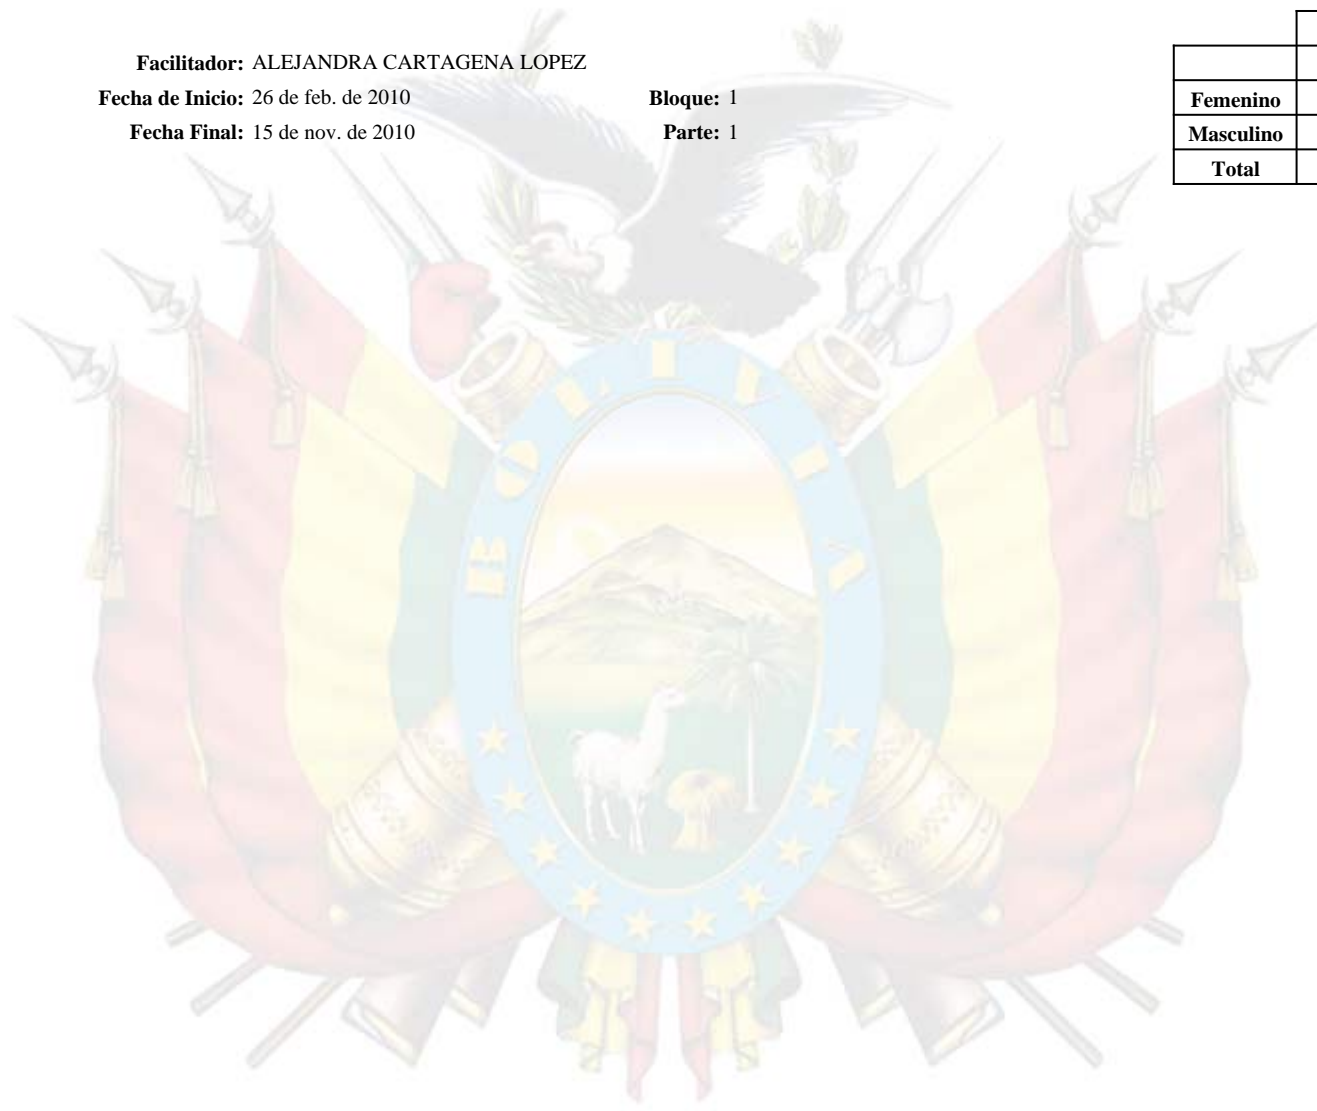 Facilitador: ALEJANDRA CARTAGENA LOPEZ
Fecha de Inicio: 26 de feb. de 2010 Bloque: 1
Fecha Final: 15 de nov. de 2010 Parte: 1
Femenino
Masculino
Total
BOLIVIA